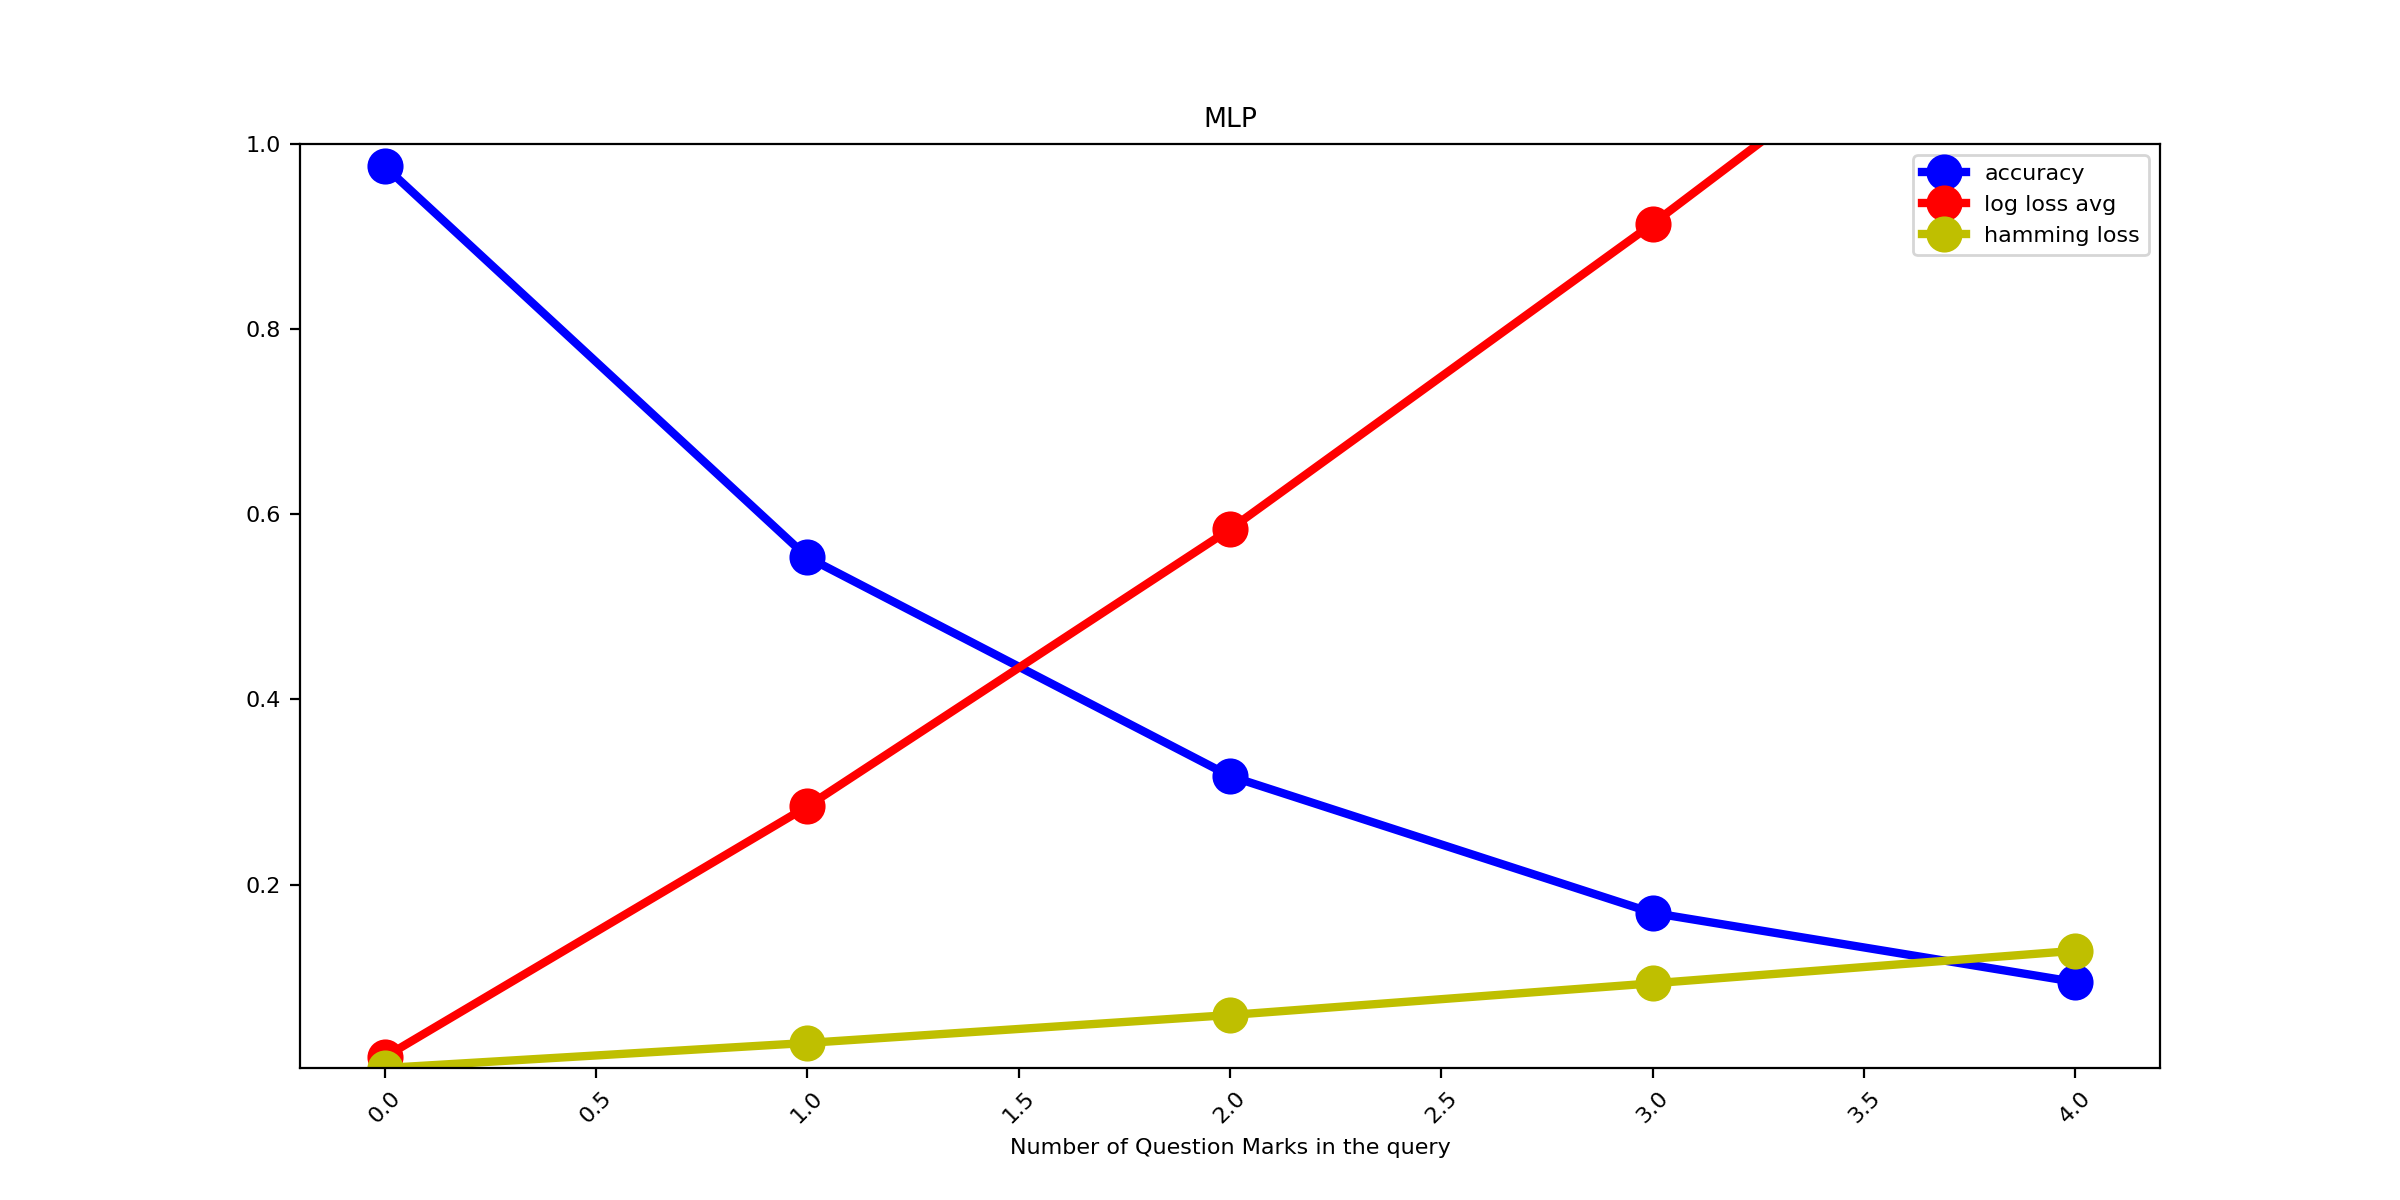 MLP
1.0
0.8
0.6
0.4
0.2
accuracy
log loss avg
hamming loss
0.0 0.5 1.0 1.5 2.0 2.5 3.0 3.5 4.0
Number of Question Marks in the query